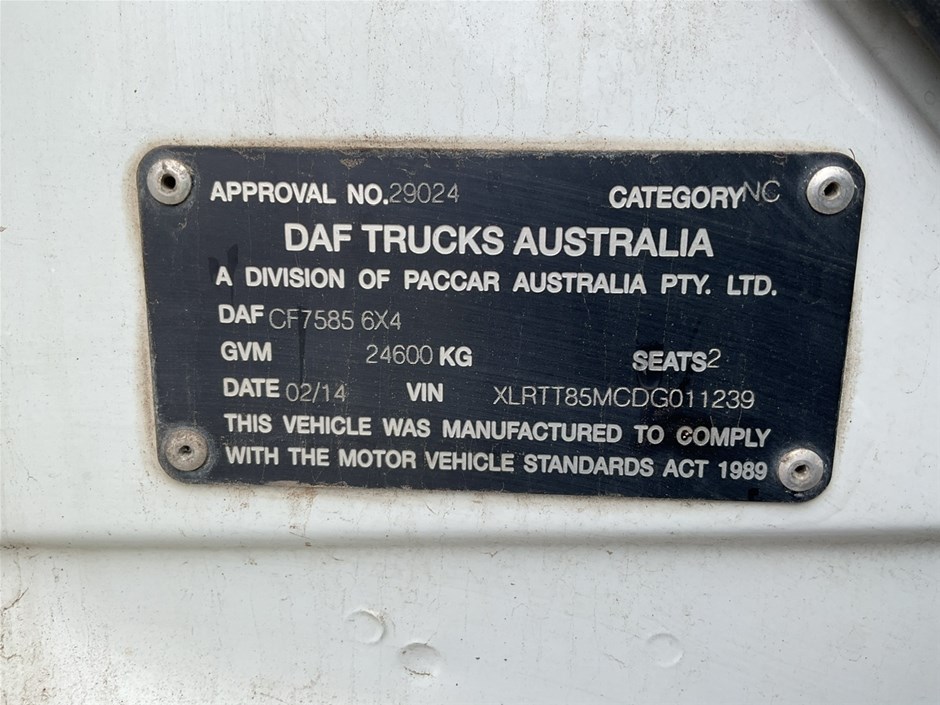 APPROVAL NO. 29024 CATEGORY NC
DAF TRUCKS AUSTRALIA
A DIVISION OF PACCAR AUSTRALIA PTY. LTD.
DAF CF7585 6X4
GVM 24600 KG SEATS 2
DATE 02/14 VIN XLRTT85MCDG011239
THIS VEHICLE WAS MANUFACTURED TO COMPLY
WITH THE MOTOR VEHICLE STANDARDS ACT 1989